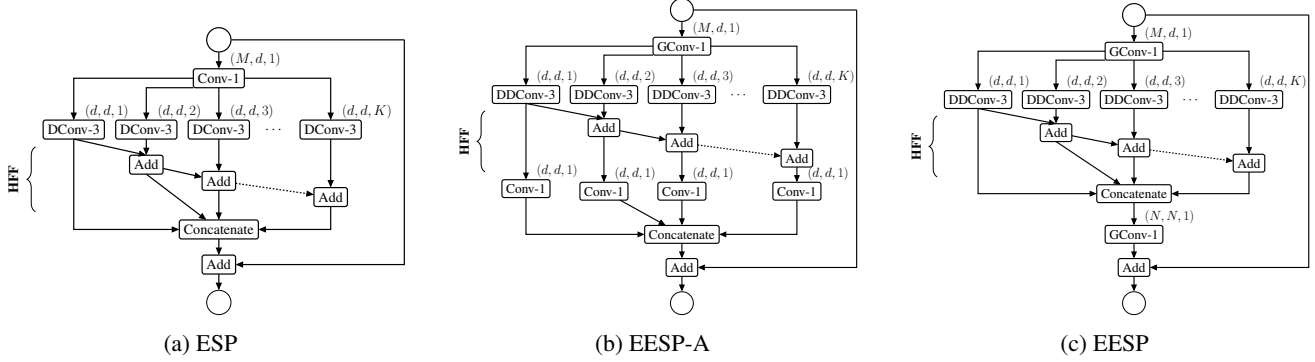 (M, d, 1)
Conv-1
(d, d, 1) (d, d, 2) (d, d, 3) (d, d, K)
DConv-3 DConv-3 DConv-3 ··· DConv-3
HFF
Add
Add
Add
Concatenate
Add
(a) ESP
(M, d, 1)
GConv-1
(d, d, 1) (d, d, 2) (d, d, 3) (d, d, K)
DDConv-3 DDConv-3 DDConv-3 ··· DDConv-3
HFF
Add
Add
Add
(d, d, 1) (d, d, 1) (d, d, 1) (d, d, 1)
Conv-1 Conv-1 Conv-1 Conv-1
Concatenate
Add
(b) EESP-A
(M, d, 1)
GConv-1
(d, d, 1) (d, d, 2) (d, d, 3) (d, d, K)
DDConv-3 DDConv-3 DDConv-3 ··· DDConv-3
HFF
Add
Add
Add
Concatenate
(N, N, 1)
GConv-1
Add
(c) EESP